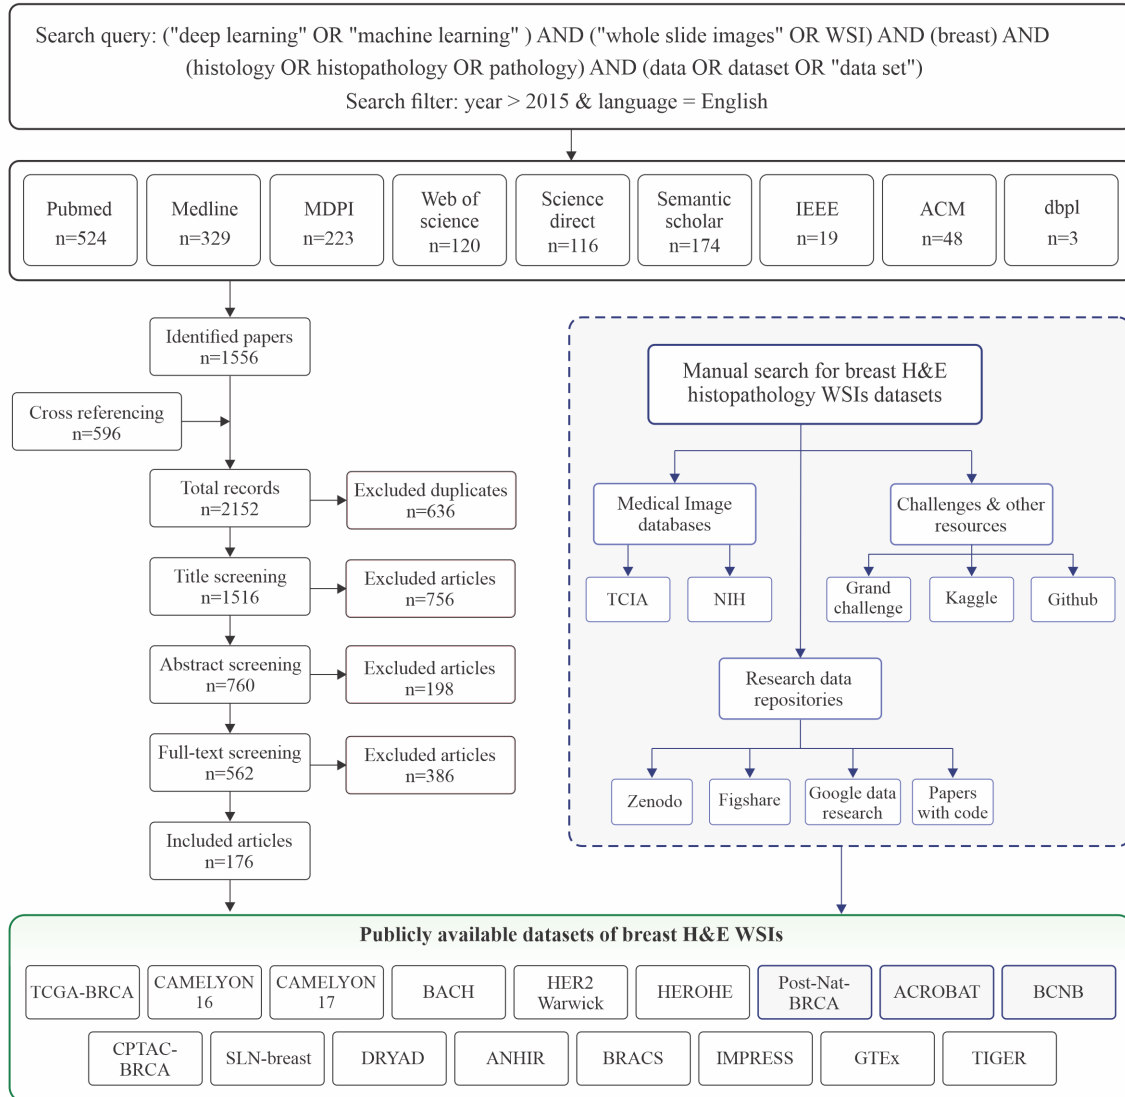 Search query: ("deep learning" OR "machine learning" ) AND ("whole slide images" OR WSI) AND (breast) AND
(histology OR histopathology OR pathology) AND (data OR dataset OR "data set")
Search filter: year > 2015 & language = English
Pubmed
n=524
Medline
n=329
MDPI
n=223
Web of
science
n=120
Science
direct
n=116
Semantic
scholar
n=174
IEEE
n=19
ACM
n=48
dbpl
n=3
Identified papers
n=1556
Cross referencing
n=596
Total records
n=2152
Excluded duplicates
n=636
Title screening
n=1516
Excluded articles
n=756
Abstract screening
n=760
Excluded articles
n=198
Full-text screening
n=562
Excluded articles
n=386
Included articles
n=176
Manual search for breast H&E
histopathology WSIs datasets
Medical Image
databases
TCIA
NIH
Challenges & other
resources
Grand
challenge
Kaggle
Github
Research data
repositories
Zenodo
Figshare
Google data
research
Papers
with code
Publicly available datasets of breast H&E WSIs
TCGA-BRCA
CAMELYON
16
CAMELYON
17
BACH
HER2
Warwick
HEROHE
Post-Nat-
BRCA
ACROBAT
BCNB
CPTAC-
BRCA
SLN-breast
DRYAD
ANHIR
BRACS
IMPRESS
GTEx
TIGER